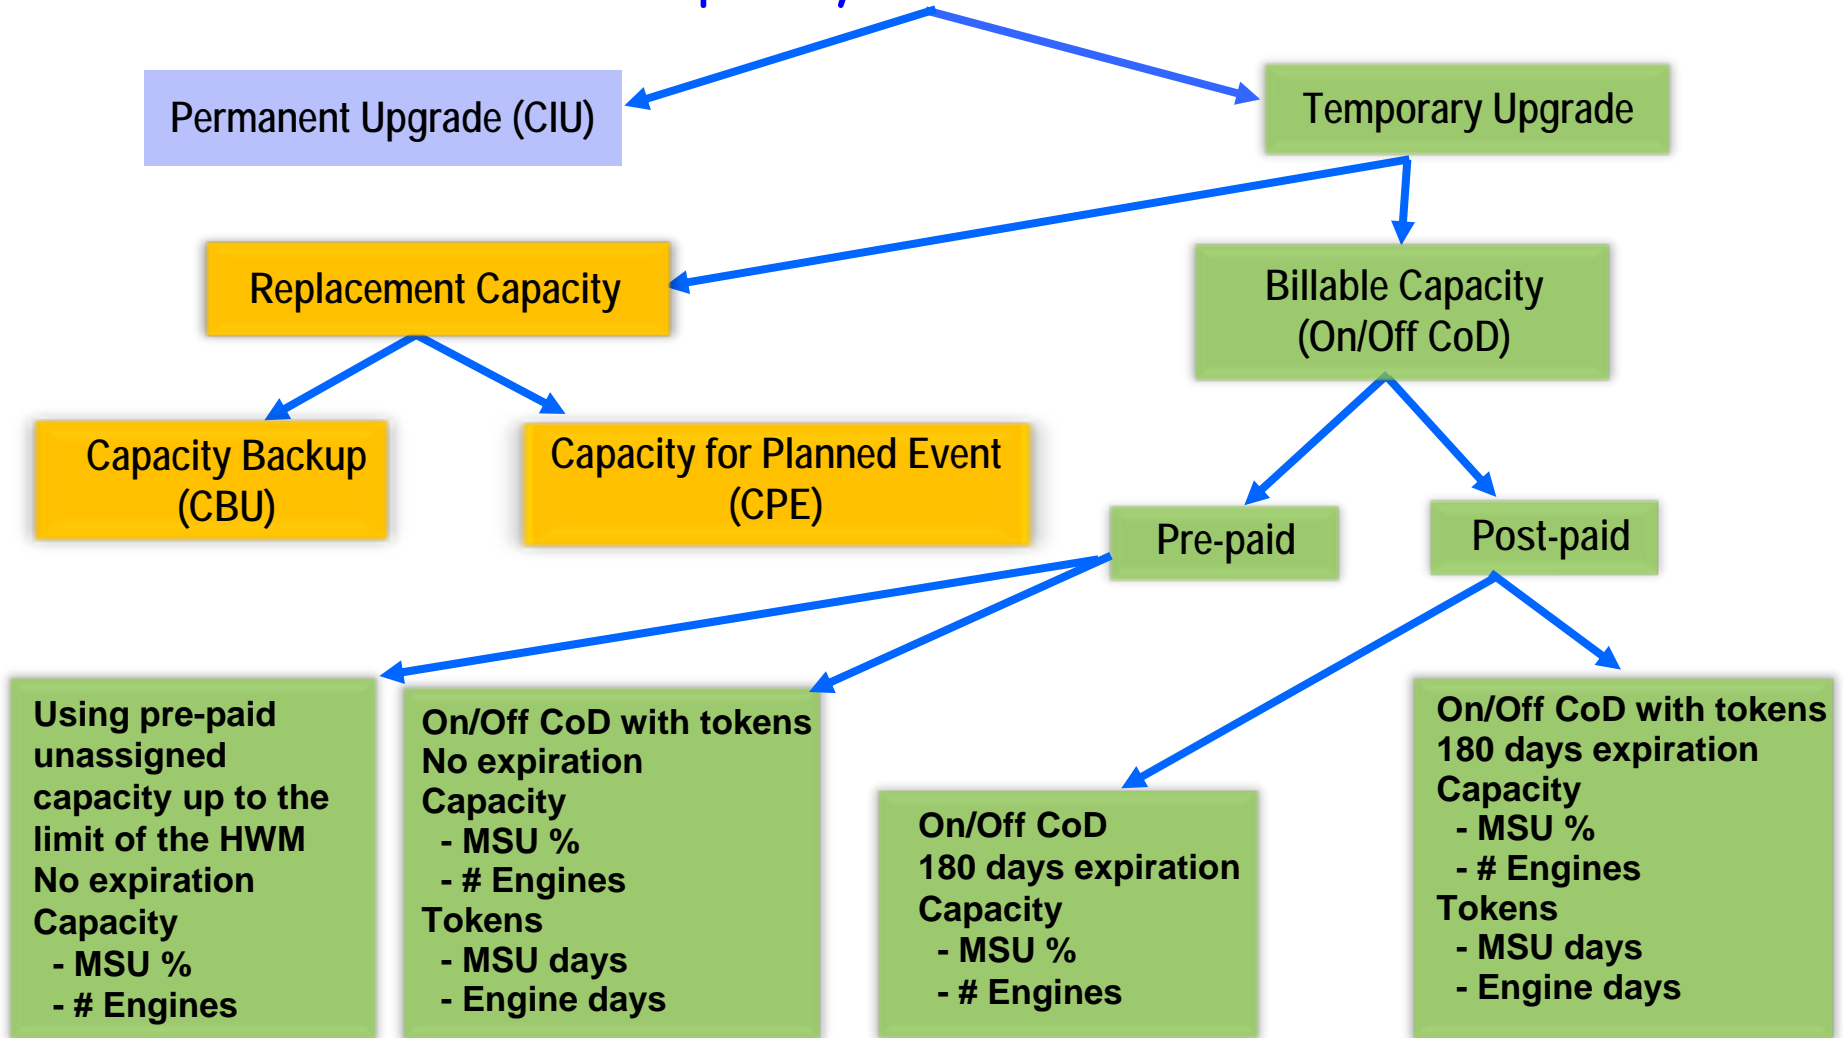 Permanent Upgrade (CIU)
Temporary Upgrade
Replacement Capacity
Billable Capacity
(On/Off CoD)
Capacity Backup
(CBU)
Capacity for Planned Event
(CPE)
Pre-paid
Post-paid
Using pre-paid
unassigned
capacity up to the
limit of the HWM
No expiration
Capacity
- MSU %
- # Engines
On/Off CoD with tokens
No expiration
Capacity
- MSU %
- # Engines
Tokens
- MSU days
- Engine days
On/Off CoD
180 days expiration
Capacity
- MSU %
- # Engines
On/Off CoD with tokens
180 days expiration
Capacity
- MSU %
- # Engines
Tokens
- MSU days
- Engine days